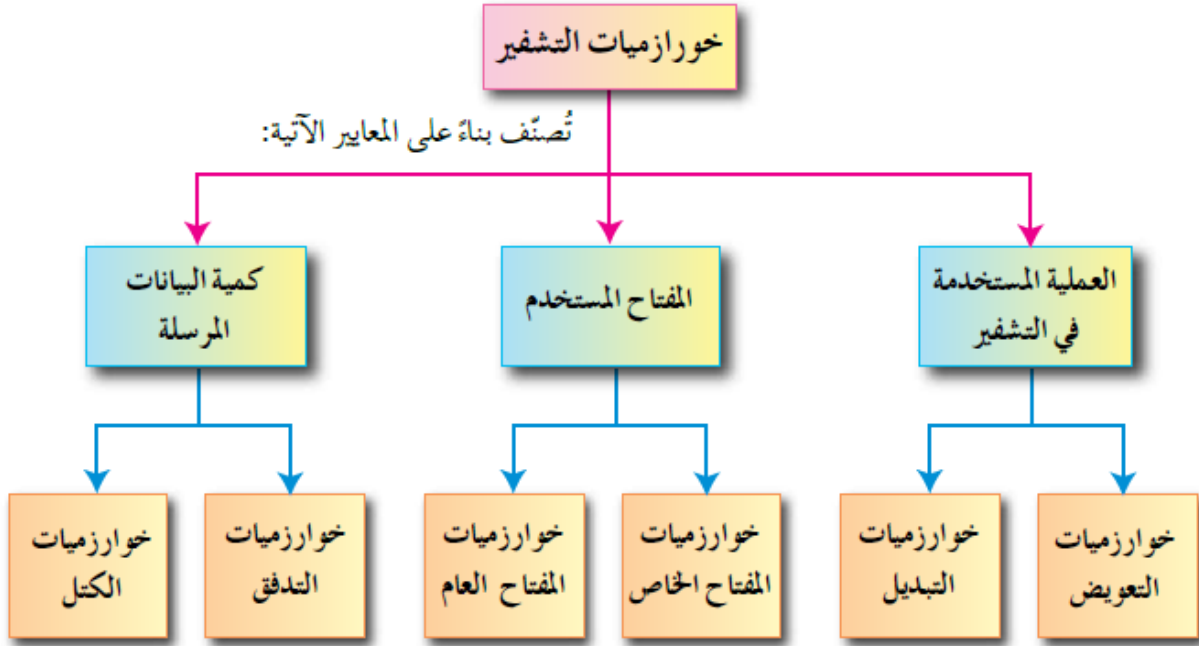 خورازميات التشفير
تُصنّف بناءً على المعايير الآتية:
العملية المستخدمة
في التشفير
المفتاح المستخدم
كمية البيانات
المرسلة
خوارزميات
التعويض
خوارزميات
التبديل
خوارزميات
المفتاح الخاص
خوارزميات
المفتاح العام
خوارزميات
التدفق
خوارزميات
الكتل